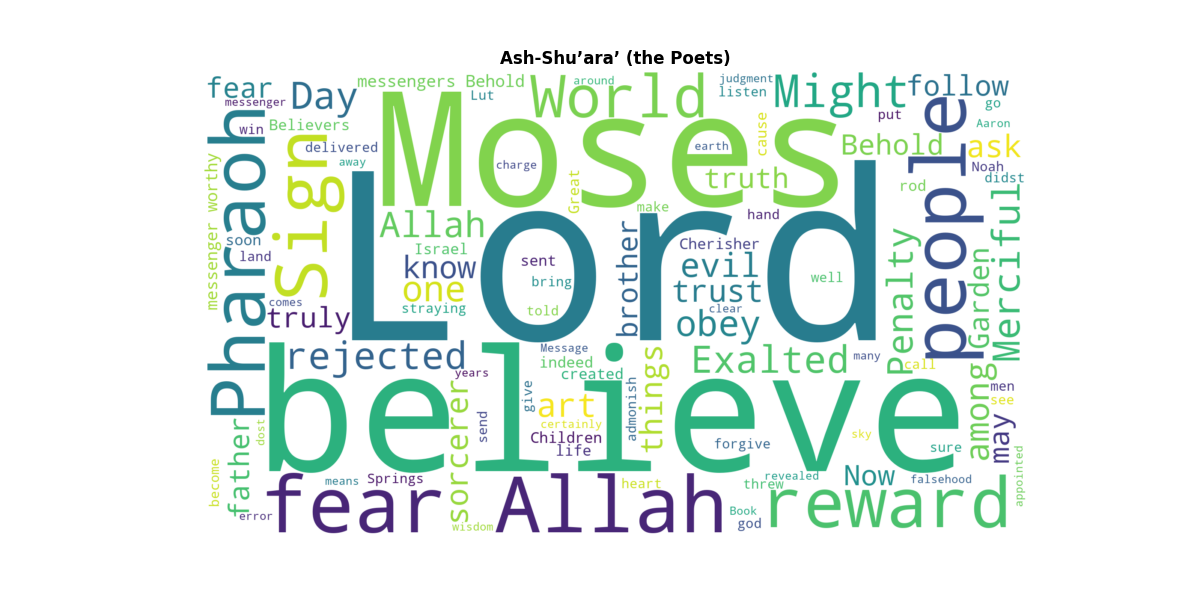 Ash-Shu’ara’ (the Poets)
fear
messenger
Day
messengers
Behold
Lut
around
World
judgment
listen
Might
follow
go
put
Aaron
win
Believers
delivered
away
Moses
charge
earth
cause
Behold
ask
people
Noah
didst
rod
Pharaoh
Sign
messenger worthy
Great
truth
make
hand
Allah
Israel
soon
land
know
one
straying
Lord
sent
bring
told
brother
Cherisher
evil
trust
clear
obey
well
Penalty
Garden
Merciful
comes
truly
rejected
years
Message
indeed
created
things
Exalted
many
call
believe
sorcerer
send
give
art
certainly
Children
life
admonish
forgive
sky
sure
among
men
see
may
father
dost
become
error
means
Springs
fear Allah
wisdom
heart
threw
revealed
Book
god
Now
falsehood
reward
appointed